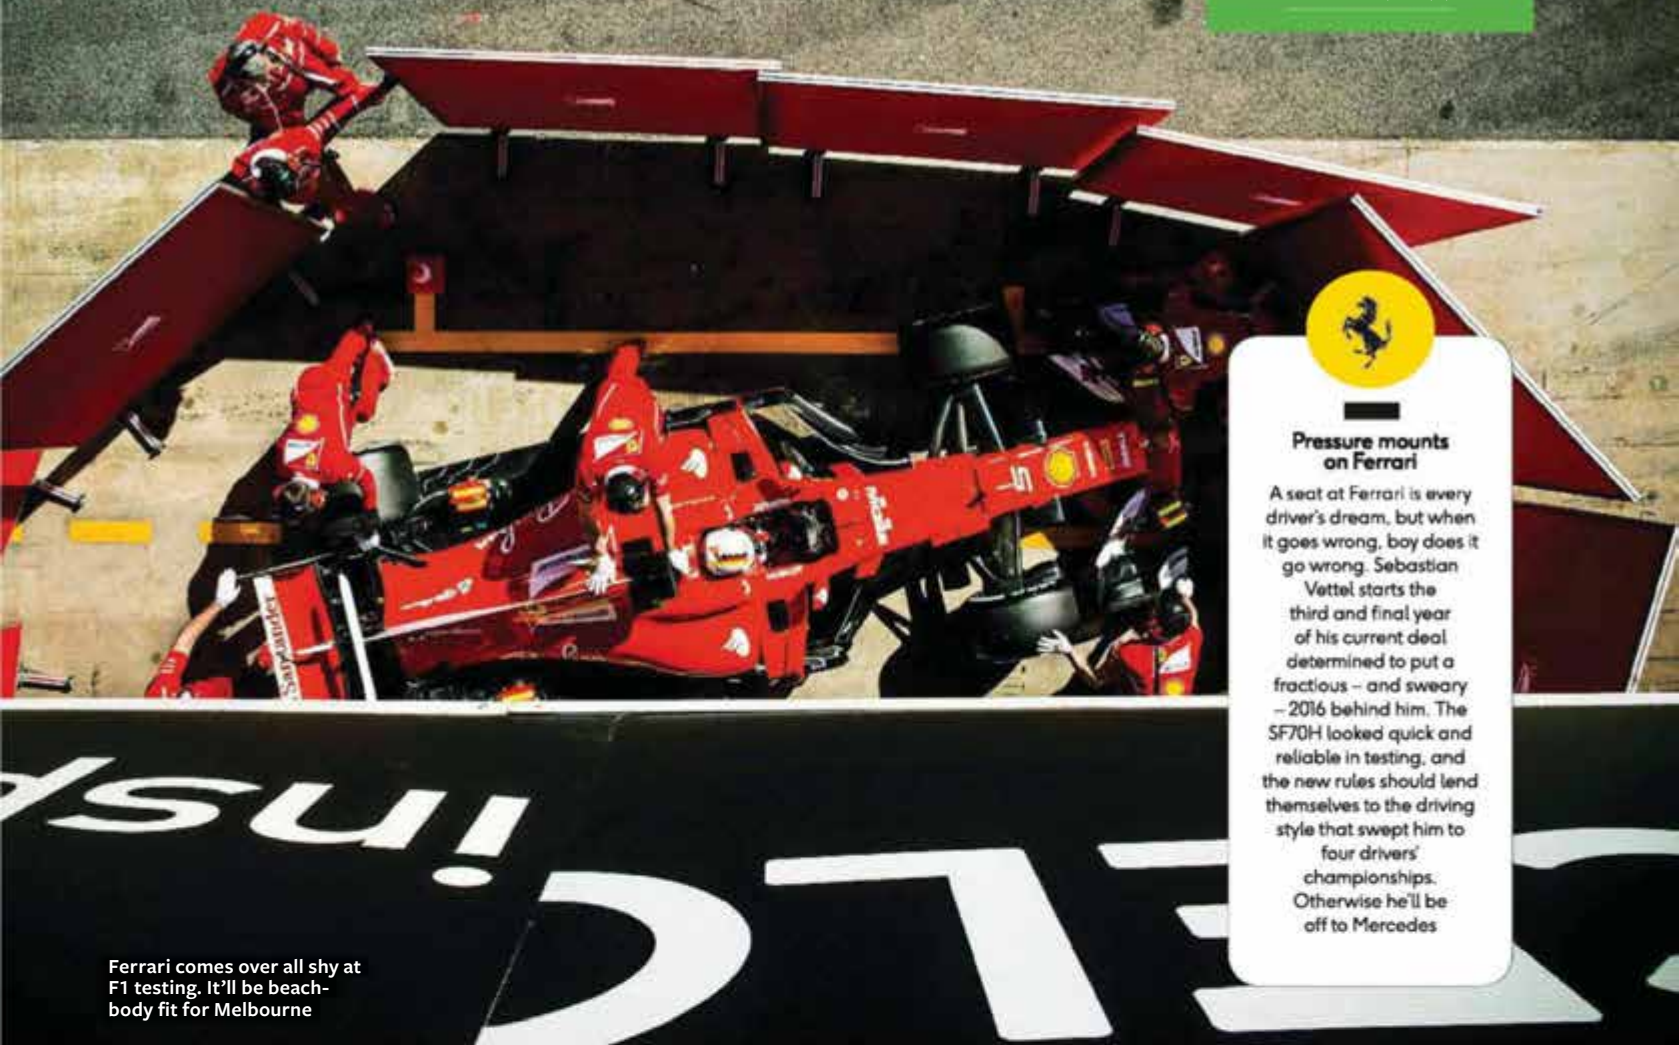 Pressure mounts
on Ferrari
A seat at Ferrari is every
driver's dream, but when
it goes wrong, boy does it
go wrong. Sebastian
Vettel starts the
third and final year
of his current deal
determined to put a
fractious – and sweary
– 2016 behind him. The
SF70H looked quick and
reliable in testing, and
the new rules should lend
themselves to the driving
style that swept him to
four drivers'
championships.
Otherwise he'll be
off to Mercedes
5
Santander
insp
ELC
Ferrari comes over all shy at
F1 testing. It'll be beach-
body fit for Melbourne